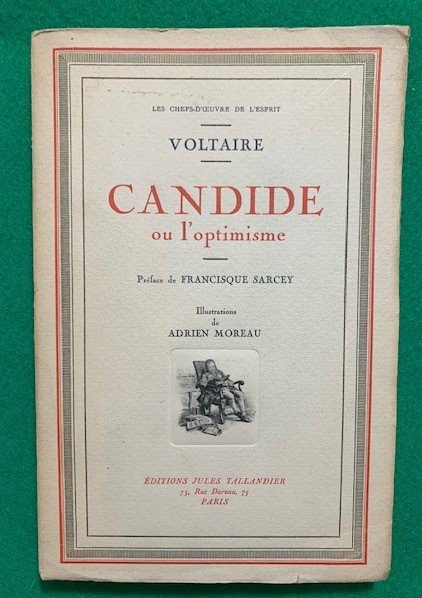 LES CHEFS-D'ŒUVRE DE L'ESPRIT
VOLTAIRE
CANDIDE
ou l'optimisme
Préface de FRANCISQUE SARCEY
Illustrations
de
ADRIEN MOREAU
ÉDITIONS JULES TALLANDIER
75, Rue Dareau, 75
PARIS